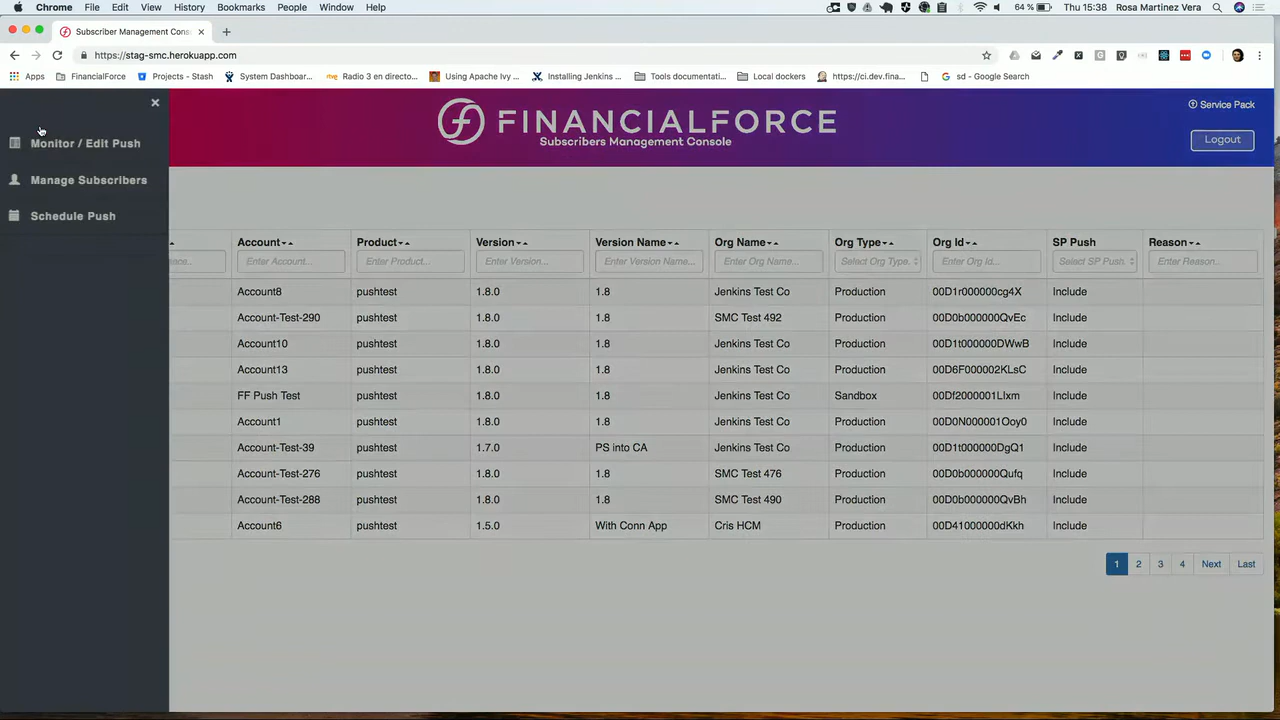 Chrome File Edit View History Bookmarks People Window Help 64 % Thu 15:38 Rosa Martinez Vera
Subscriber Management Cons
https://stag-smc.herokuapp.com
Apps FinancialForce Projects - Stash System Dashboar... Radio 3 en directo... Using Apache Ivy ... Installing Jenkins ... Tools documentati... Local dockers https://ci.dev.fina... sd - Google Search
FINANCIALFORCE
Subscribers Management Console
Service Pack
Logout
Monitor / Edit Push
Manage Subscribers
Schedule Push
Account Product Version Version Name Org Name Org Type Org Id SP Push Reason
Enter Account... Enter Product... Enter Version... Enter Version Name... Enter Org Name... Select Org Type. Enter Org Id... Select SP Push. Enter Reason...
Account8 pushtest 1.8.0 1.8 Jenkins Test Co Production 00D1r000000cg4X Include
Account-Test-290 pushtest 1.8.0 1.8 SMC Test 492 Production 00D0b000000QvEc Include
Account10 pushtest 1.8.0 1.8 Jenkins Test Co Production 00D1t000000DWwB Include
Account13 pushtest 1.8.0 1.8 Jenkins Test Co Production 00D6F000002KLsC Include
FF Push Test pushtest 1.8.0 1.8 Jenkins Test Co Sandbox Include
Account1 pushtest 1.8.0 1.8 Jenkins Test Co Production 00D0N000001Ooy0 Include
Account-Test-39 pushtest 1.7.0 PS into CA Jenkins Test Co Production 00D1t000000DgQ1 Include
Account-Test-276 pushtest 1.8.0 1.8 SMC Test 476 Production 00D0b000000Qufq Include
Account-Test-288 pushtest 1.8.0 1.8 SMC Test 490 Production 00D0b000000QvBh Include
Account6 pushtest 1.5.0 With Conn App Cris HCM Production 00D41000000dKkh Include
1 2 3 4 Next Last